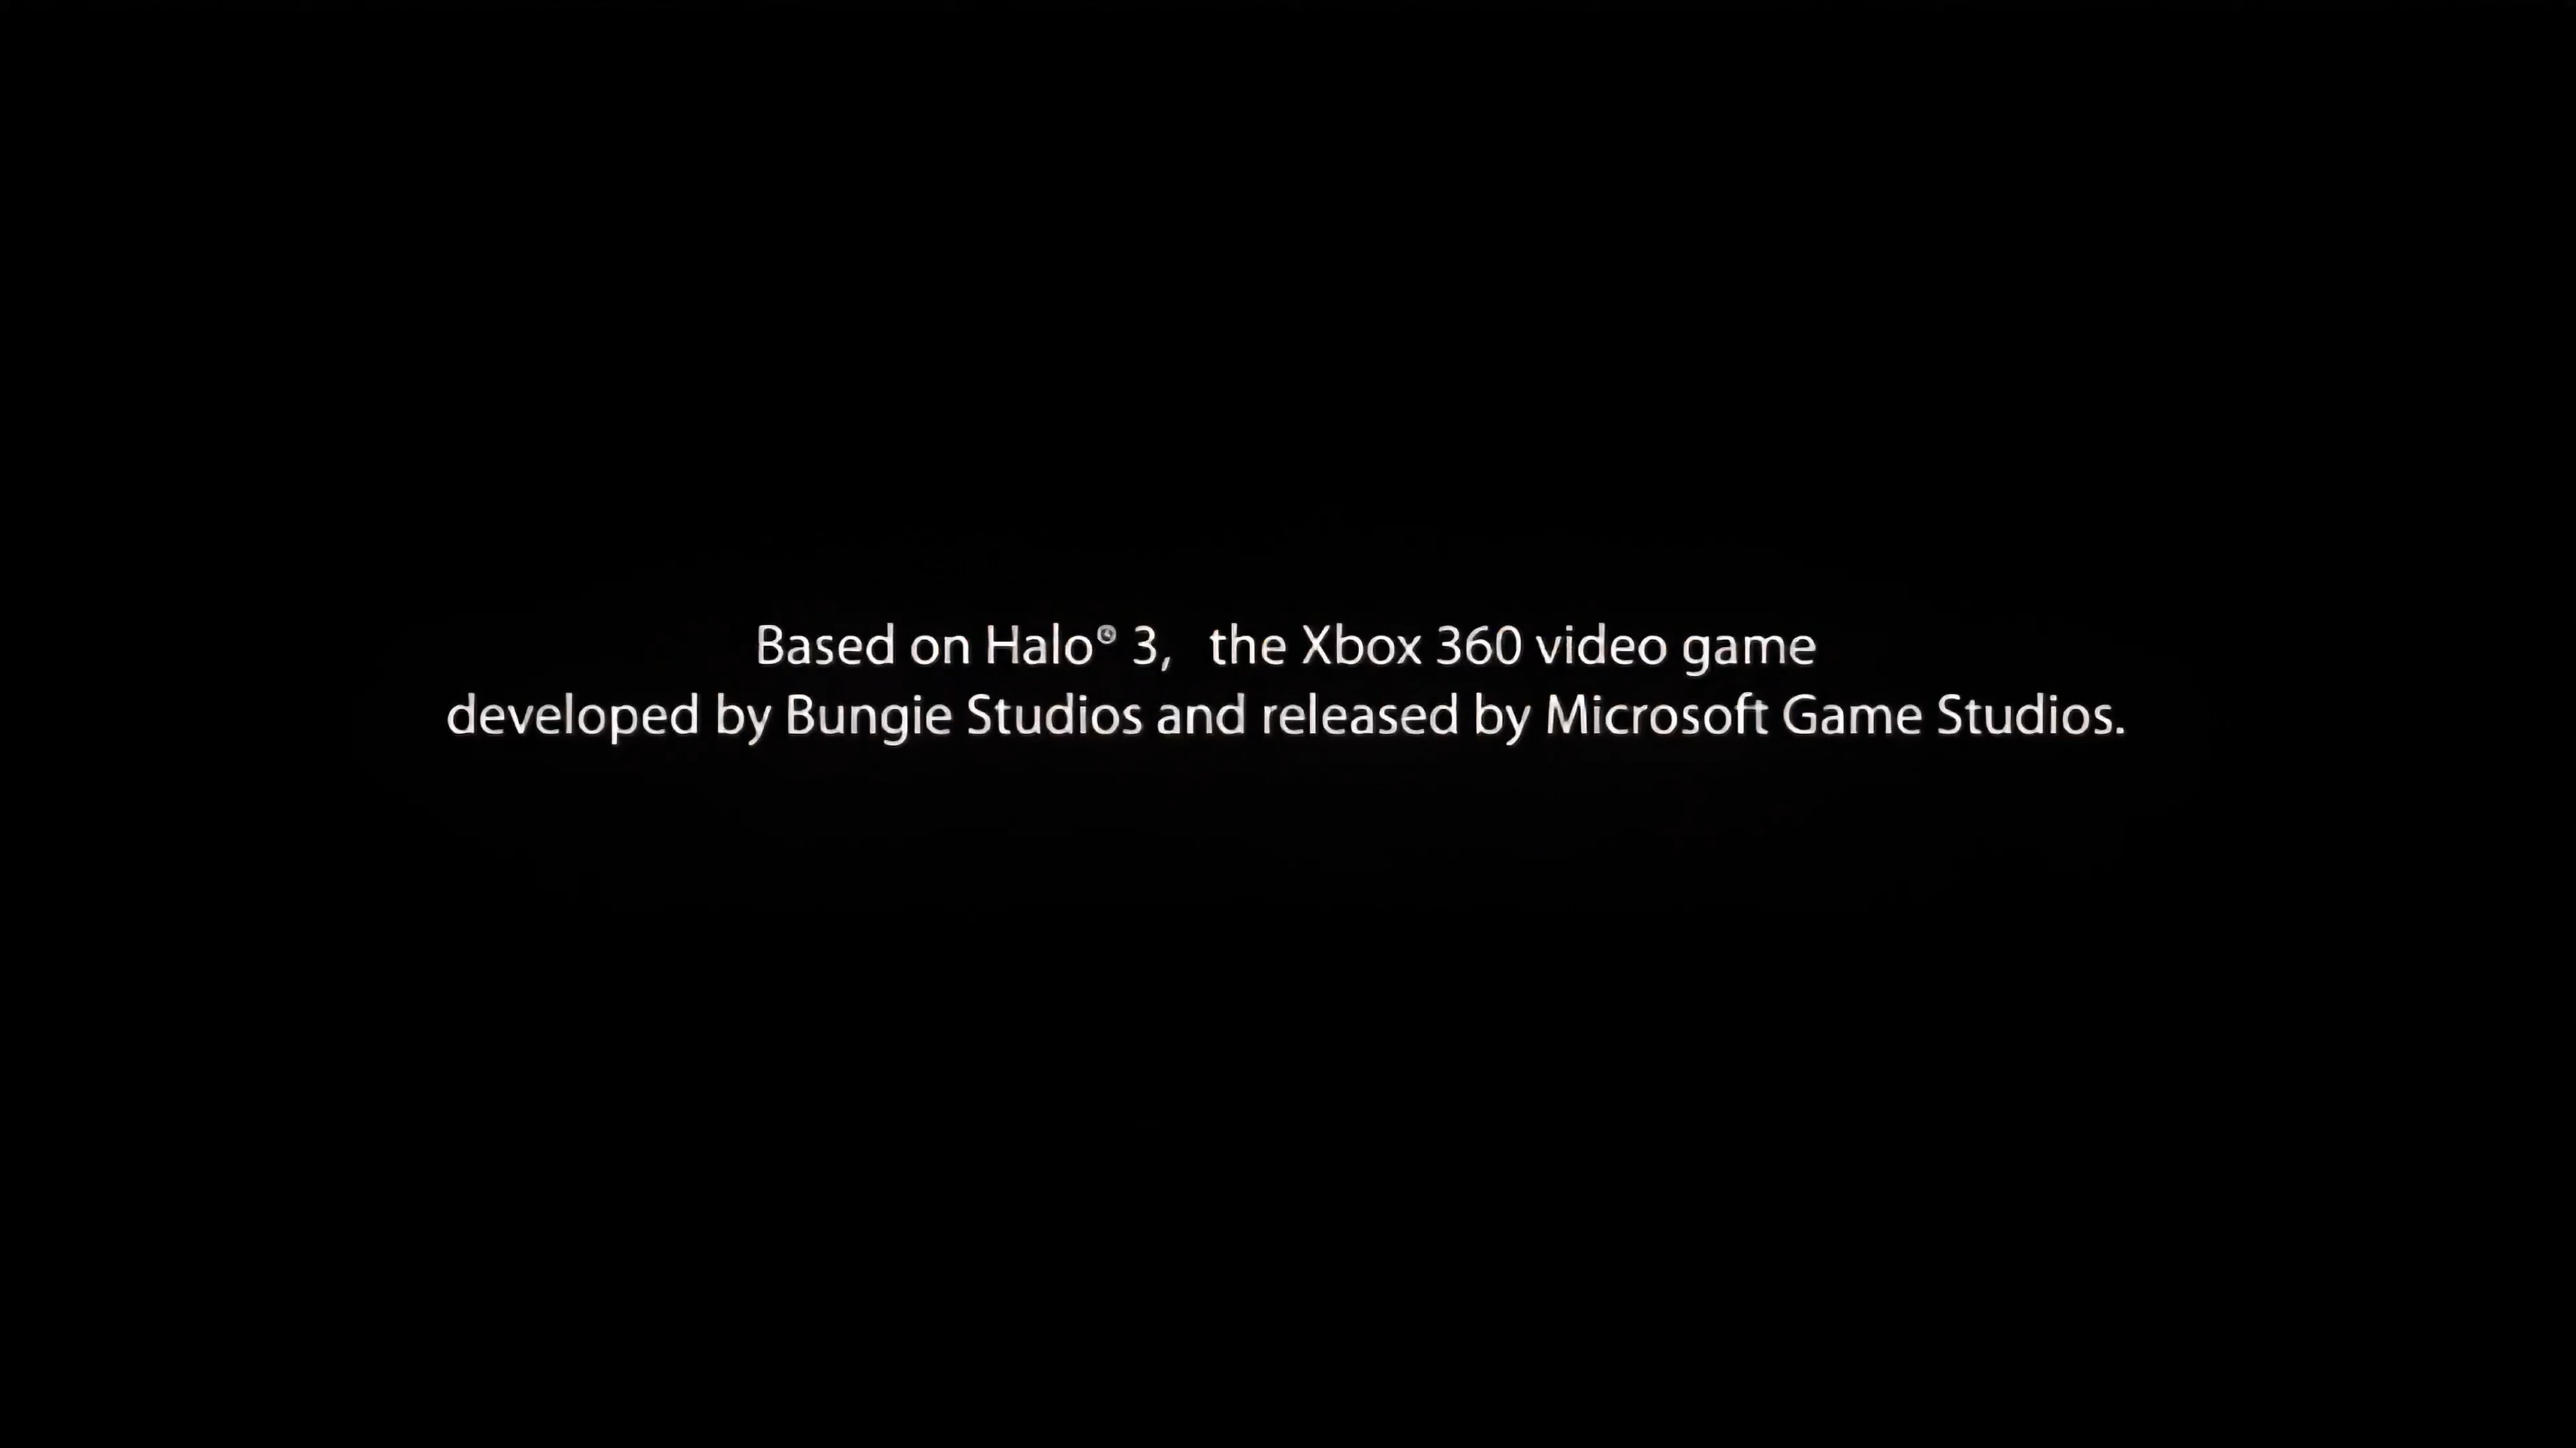 Based on Halo® 3, the Xbox 360 video game
developed by Bungie Studios and released by Microsoft Game Studios.